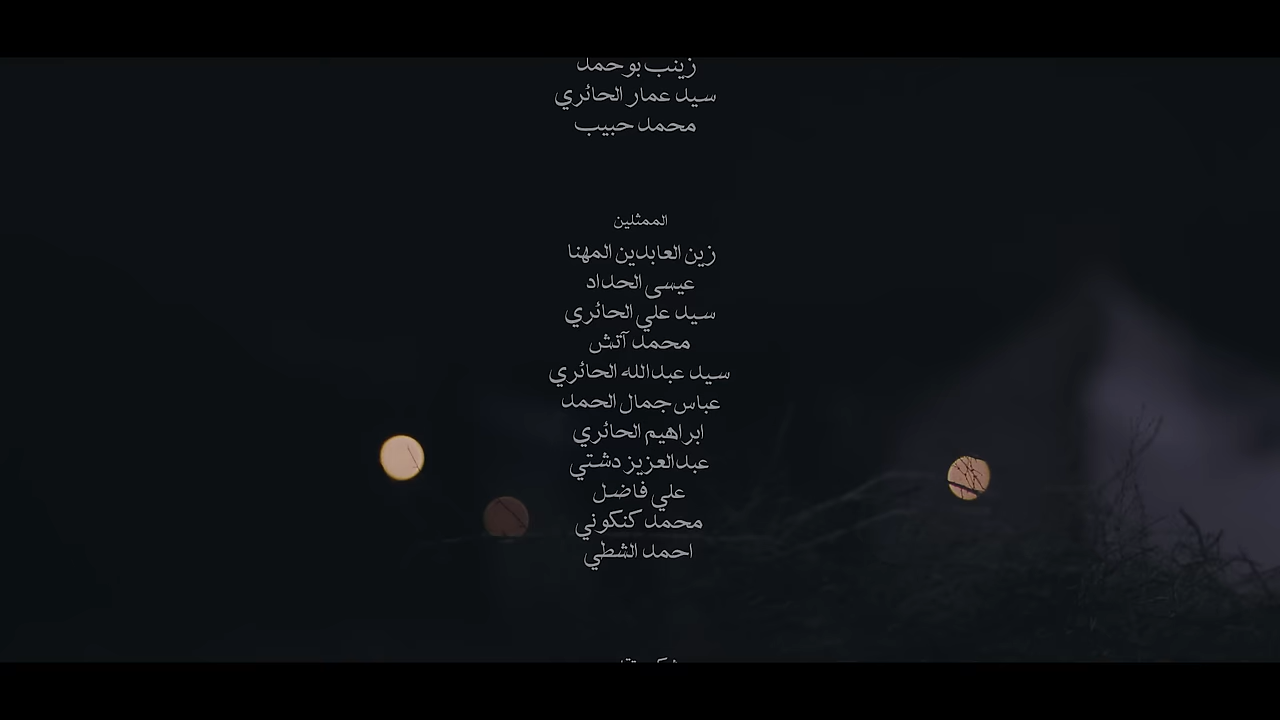 زينب بوحمد
سيد عمار الحائري
محمد حبيب
الممثلين
زين العابدين المهنا
عيسى الحداد
سيد علي الحائري
محمد آتش
سيد عبدالله الحائري
عباس جمال الحمد
ابراهيم الحائري
عبدالعزيز دشتي
علي فاضل
محمد كنكوني
احمد الشطي